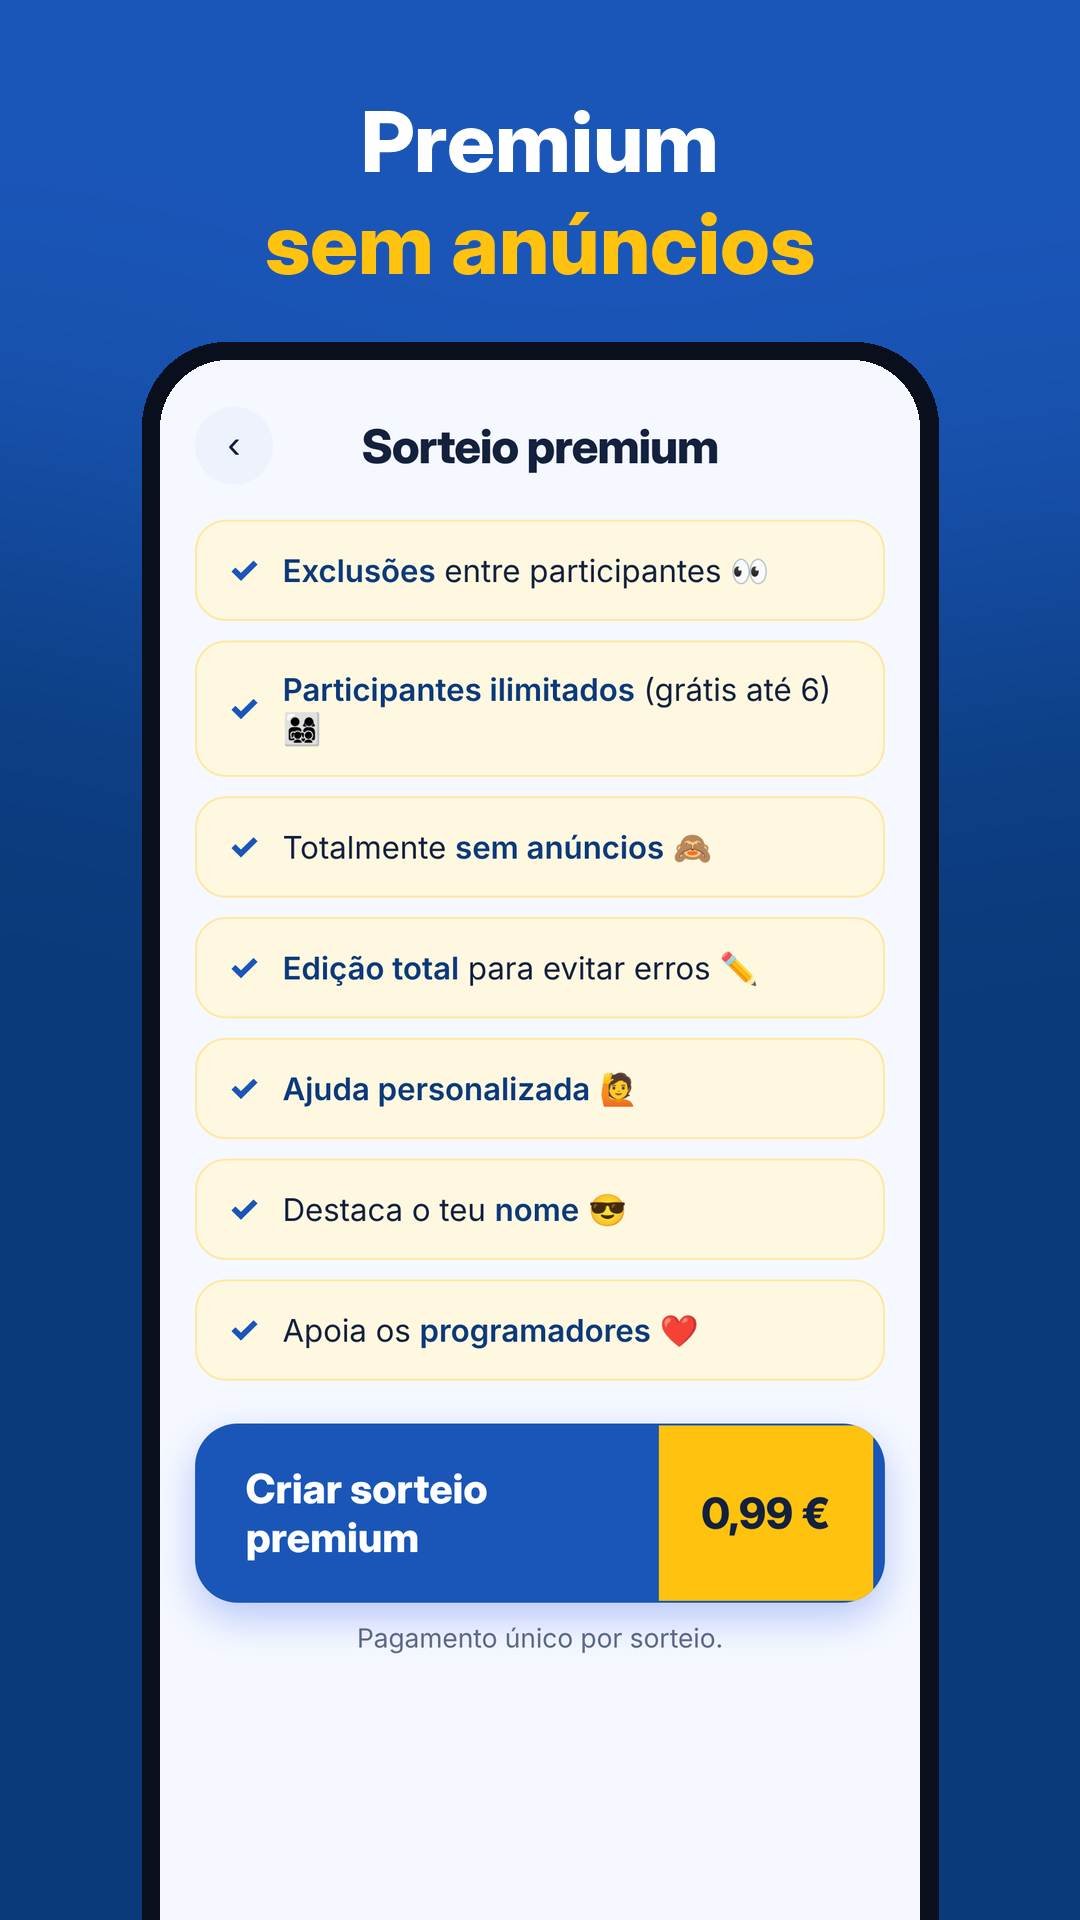 Premium
sem anúncios
‹
Sorteio premium
Exclusões entre participantes 👀
Participantes ilimitados (grátis até 6)
👨‍👩‍👧‍👦
Totalmente sem anúncios 🙈
Edição total para evitar erros ✏️
Ajuda personalizada 🙋
Destaca o teu nome 😎
Apoia os programadores ❤️
Criar sorteio
premium
0,99 €
Pagamento único por sorteio.